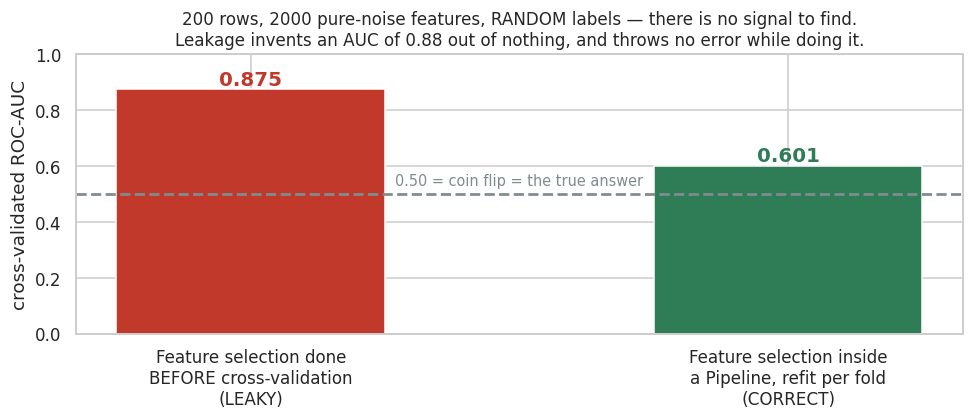 200 rows, 2000 pure-noise features, RANDOM labels — there is no signal to find.
Leakage invents an AUC of 0.88 out of nothing, and throws no error while doing it.
cross-validated ROC-AUC
1.0
0.8
0.6
0.4
0.2
0.0
0.875
0.601
0.50 = coin flip = the true answer
Feature selection done
BEFORE cross-validation
(LEAKY)
Feature selection inside
a Pipeline, refit per fold
(CORRECT)